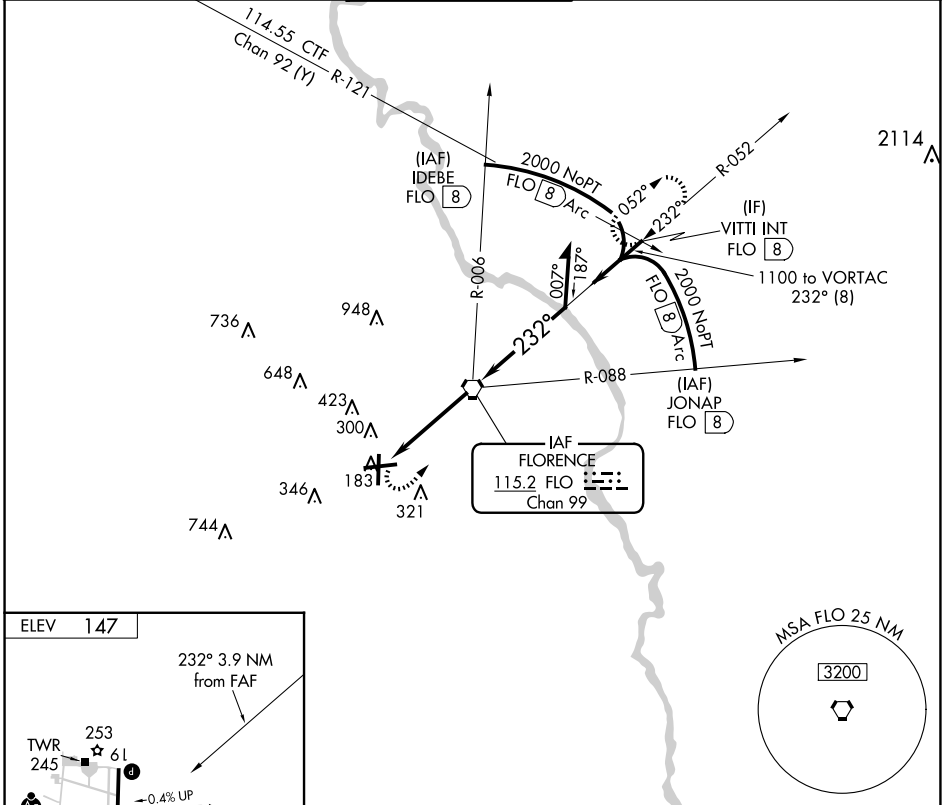 114.55 CTF
Chan 92 (Y)
R-121
(IAF)
IDEBE
FLO 8
2000 NoPT
FLO 8 Arc
052°
232°
R-052
2114
(IF)
VITTI INT
FLO 8
1100 to VORTAC
232° (8)
R-006
007°
187°
2000 NoPT
FLO 8 Arc
948
736
232°
648
R-088
(IAF)
JONAP
FLO 8
423
300
IAF
FLORENCE
115.2 FLO
Chan 99
183
346
321
744
ELEV 147
232° 3.9 NM
from FAF
253
TWR
245
19
P
0.4% UP
MSA FLO 25 NM
3200